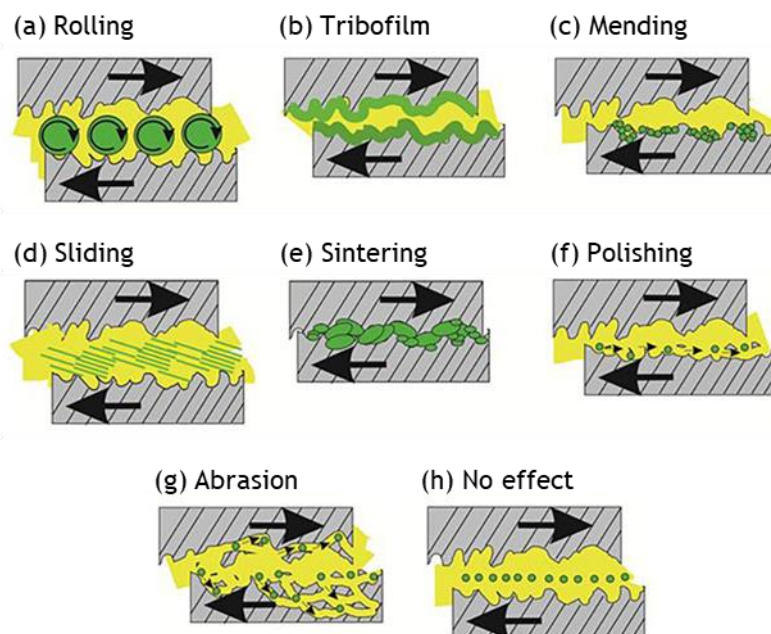 (a) Rolling
(b) Tribofilm
(c) Mending
(d) Sliding
(e) Sintering
(f) Polishing
(g) Abrasion
(h) No effect